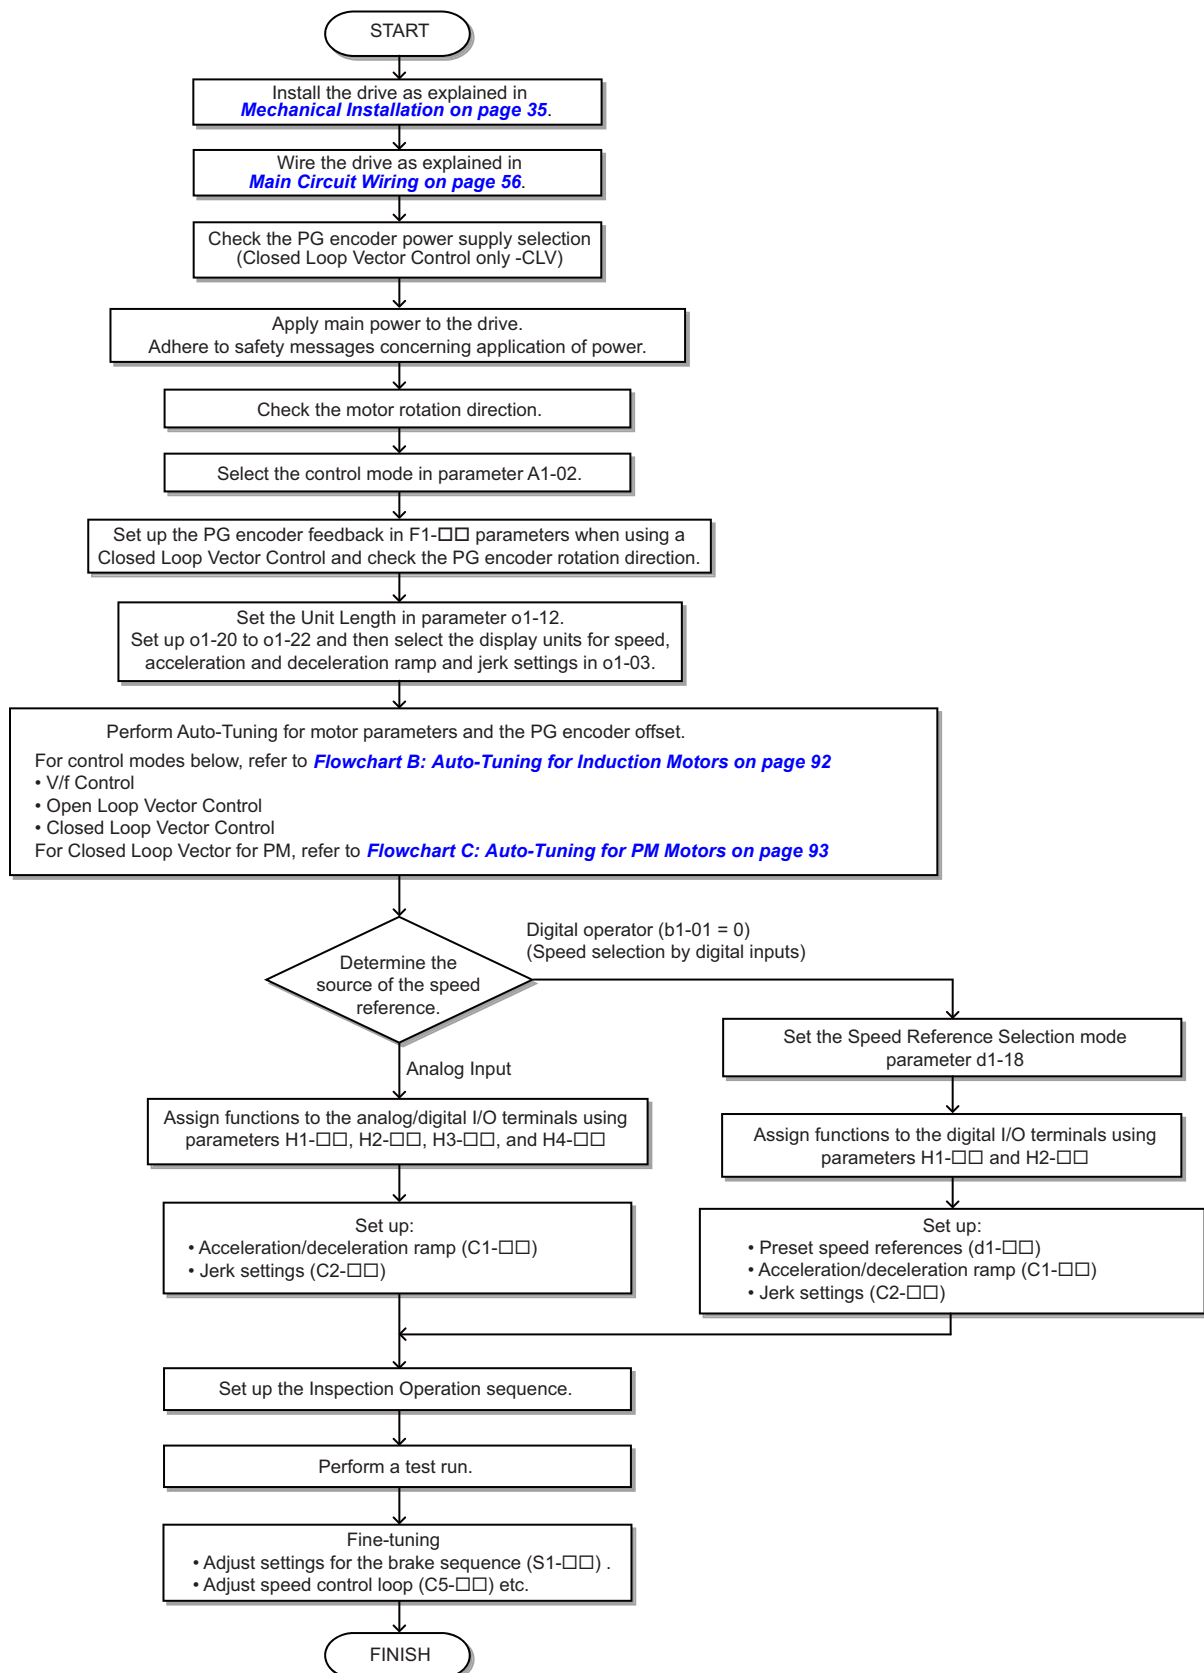 START
Install the drive as explained in
Mechanical Installation on page 35.
Wire the drive as explained in
Main Circuit Wiring on page 56.
Check the PG encoder power supply selection
(Closed Loop Vector Control only -CLV)
Apply main power to the drive.
Adhere to safety messages concerning application of power.
Check the motor rotation direction.
Select the control mode in parameter A1-02.
Set up the PG encoder feedback in F1-□□ parameters when using a
Closed Loop Vector Control and check the PG encoder rotation direction.
Set the Unit Length in parameter o1-12.
Set up o1-20 to o1-22 and then select the display units for speed,
acceleration and deceleration ramp and jerk settings in o1-03.
Perform Auto-Tuning for motor parameters and the PG encoder offset.
For control modes below, refer to Flowchart B: Auto-Tuning for Induction Motors on page 92
• V/f Control
• Open Loop Vector Control
• Closed Loop Vector Control
For Closed Loop Vector for PM, refer to Flowchart C: Auto-Tuning for PM Motors on page 93
Determine the
source of the speed
reference.
Digital operator (b1-01 = 0)
(Speed selection by digital inputs)
Analog Input
Assign functions to the analog/digital I/O terminals using
parameters H1-□□, H2-□□, H3-□□, and H4-□□
Set up:
• Acceleration/deceleration ramp (C1-□□)
• Jerk settings (C2-□□)
Set the Speed Reference Selection mode
parameter d1-18
Assign functions to the digital I/O terminals using
parameters H1-□□ and H2-□□
Set up:
• Preset speed references (d1-□□)
• Acceleration/deceleration ramp (C1-□□)
• Jerk settings (C2-□□)
Set up the Inspection Operation sequence.
Perform a test run.
Fine-tuning
• Adjust settings for the brake sequence (S1-□□) .
• Adjust speed control loop (C5-□□) etc.
FINISH